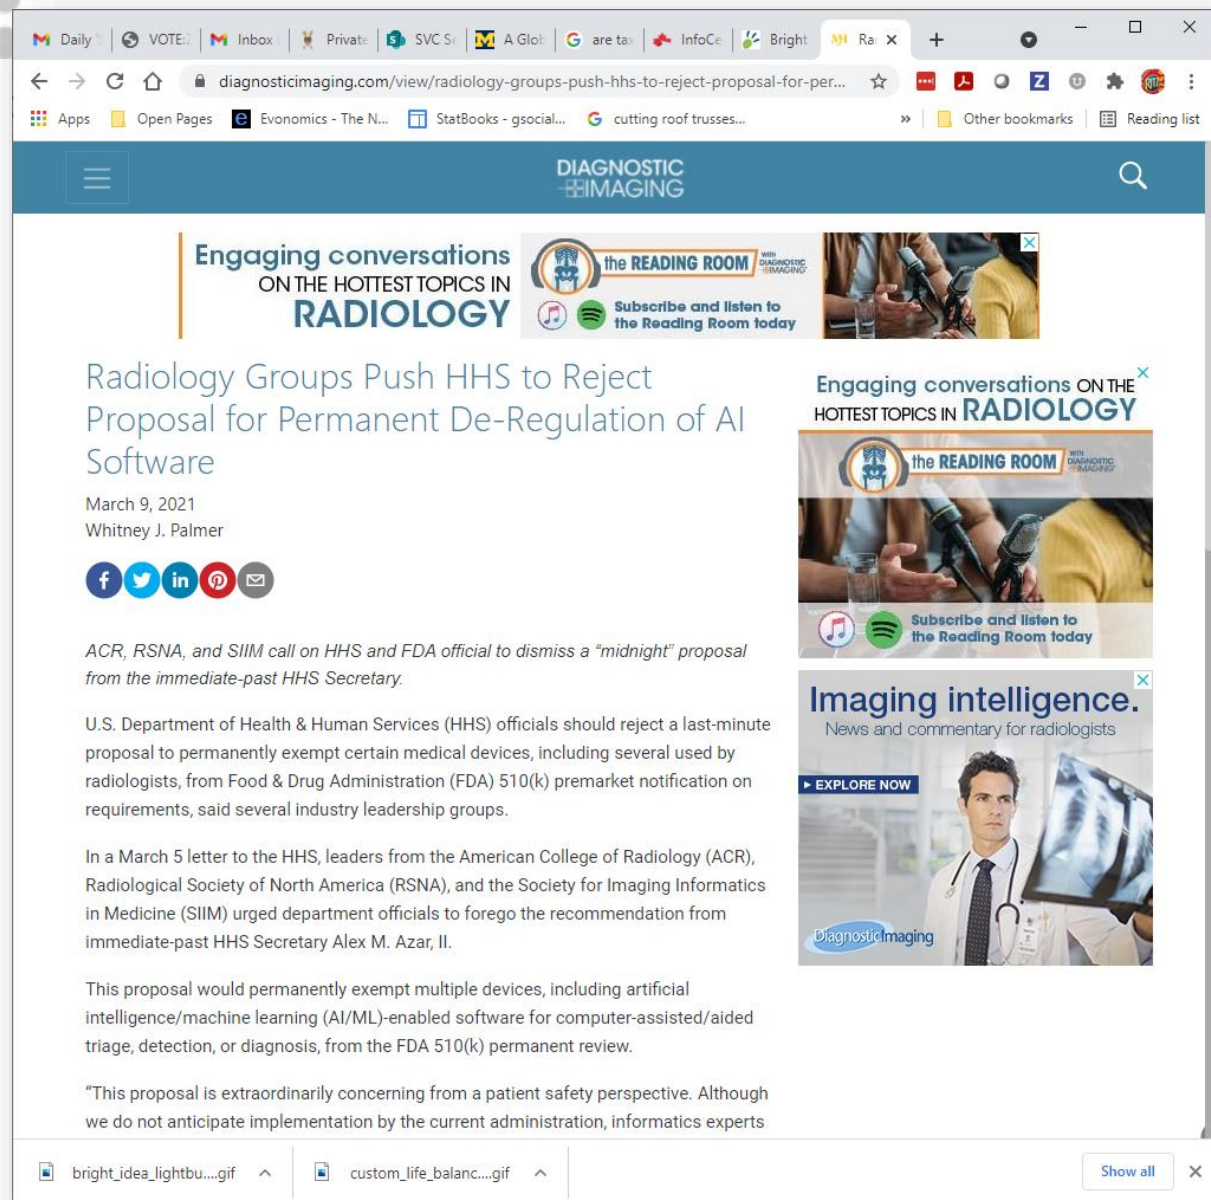 Daily
VOTE:
Inbox
Private
SVC S
A Glob
are tax
InfoCe
Bright
Ra
diagnosticimaging.com/view/radiology-groups-push-hhs-to-reject-proposal-for-per...
Apps
Open Pages
Evonomics - The N...
StatBooks - gsocial...
cutting roof trusses...
»
Other bookmarks
Reading list
DIAGNOSTIC
IMAGING
Engaging conversations
ON THE HOTTEST TOPICS IN
RADIOLOGY
the READING ROOM
WITH
DIAGNOSTIC
IMAGING
Subscribe and listen to
the Reading Room today
Radiology Groups Push HHS to Reject
Proposal for Permanent De-Regulation of AI
Software
March 9, 2021
Whitney J. Palmer
ACR, RSNA, and SIIM call on HHS and FDA official to dismiss a “midnight” proposal
from the immediate-past HHS Secretary.
U.S. Department of Health & Human Services (HHS) officials should reject a last-minute
proposal to permanently exempt certain medical devices, including several used by
radiologists, from Food & Drug Administration (FDA) 510(k) premarket notification on
requirements, said several industry leadership groups.
In a March 5 letter to the HHS, leaders from the American College of Radiology (ACR),
Radiological Society of North America (RSNA), and the Society for Imaging Informatics
in Medicine (SIIM) urged department officials to forego the recommendation from
immediate-past HHS Secretary Alex M. Azar, II.
This proposal would permanently exempt multiple devices, including artificial
intelligence/machine learning (AI/ML)-enabled software for computer-assisted/aided
triage, detection, or diagnosis, from the FDA 510(k) permanent review.
“This proposal is extraordinarily concerning from a patient safety perspective. Although
we do not anticipate implementation by the current administration, informatics experts
Engaging conversations ON THE
HOTTEST TOPICS IN RADIOLOGY
the READING ROOM
WITH
DIAGNOSTIC
IMAGING
Subscribe and listen to
the Reading Room today
Imaging intelligence.
News and commentary for radiologists
EXPLORE NOW
DiagnosticImaging
bright_idea_lightbu....gif
custom_life_balanc....gif
Show all